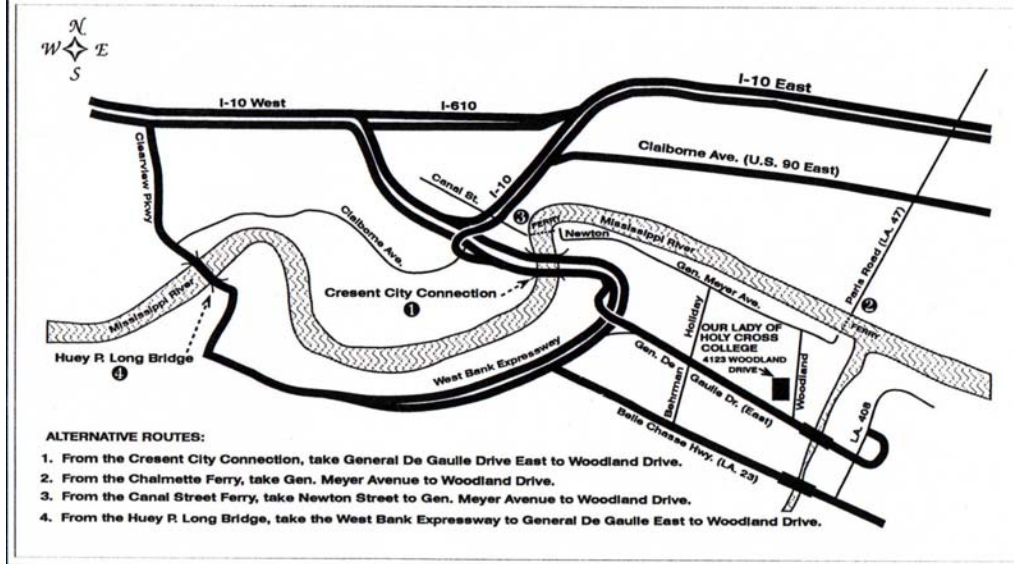 N
W E
S
I-10 West
I-610
I-10 East
Clearview Pkwy
Canal St.
I-10
Claiborne Ave. (U.S. 90 East)
Paris Road (LA. 47)
Claiborne Ave.
3
FERRY
Newton
Mississippi River
Gen. Meyer Ave.
2
FERRY
Mississippi River
Cresent City Connection
1
Huey P. Long Bridge
4
West Bank Expressway
Holiday
Behrman
OUR LADY OF
HOLY CROSS
COLLEGE
4123 WOODLAND
DRIVE
Woodland
Gen. De Gaulle Dr. (East)
Belle Chasse Hwy. (LA. 23)
LA. 408
ALTERNATIVE ROUTES:
1. From the Cresent City Connection, take General De Gaulle Drive East to Woodland Drive.
2. From the Chalmette Ferry, take Gen. Meyer Avenue to Woodland Drive.
3. From the Canal Street Ferry, take Newton Street to Gen. Meyer Avenue to Woodland Drive.
4. From the Huey P. Long Bridge, take the West Bank Expressway to General De Gaulle East to Woodland Drive.